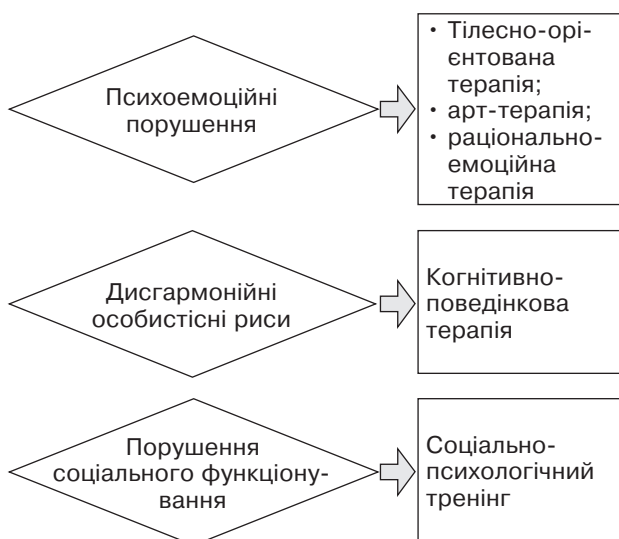 Психоемоційні
порушення
• Тілесно-орі-
єнтована
терапія;
• арт-терапія;
• раціонально-
емоційна
терапія
Дисгармонійні
особистісні риси
Когнітивно-
поведінкова
терапія
Порушення
соціального функціону-
вання
Соціально-
психологічний
тренінг